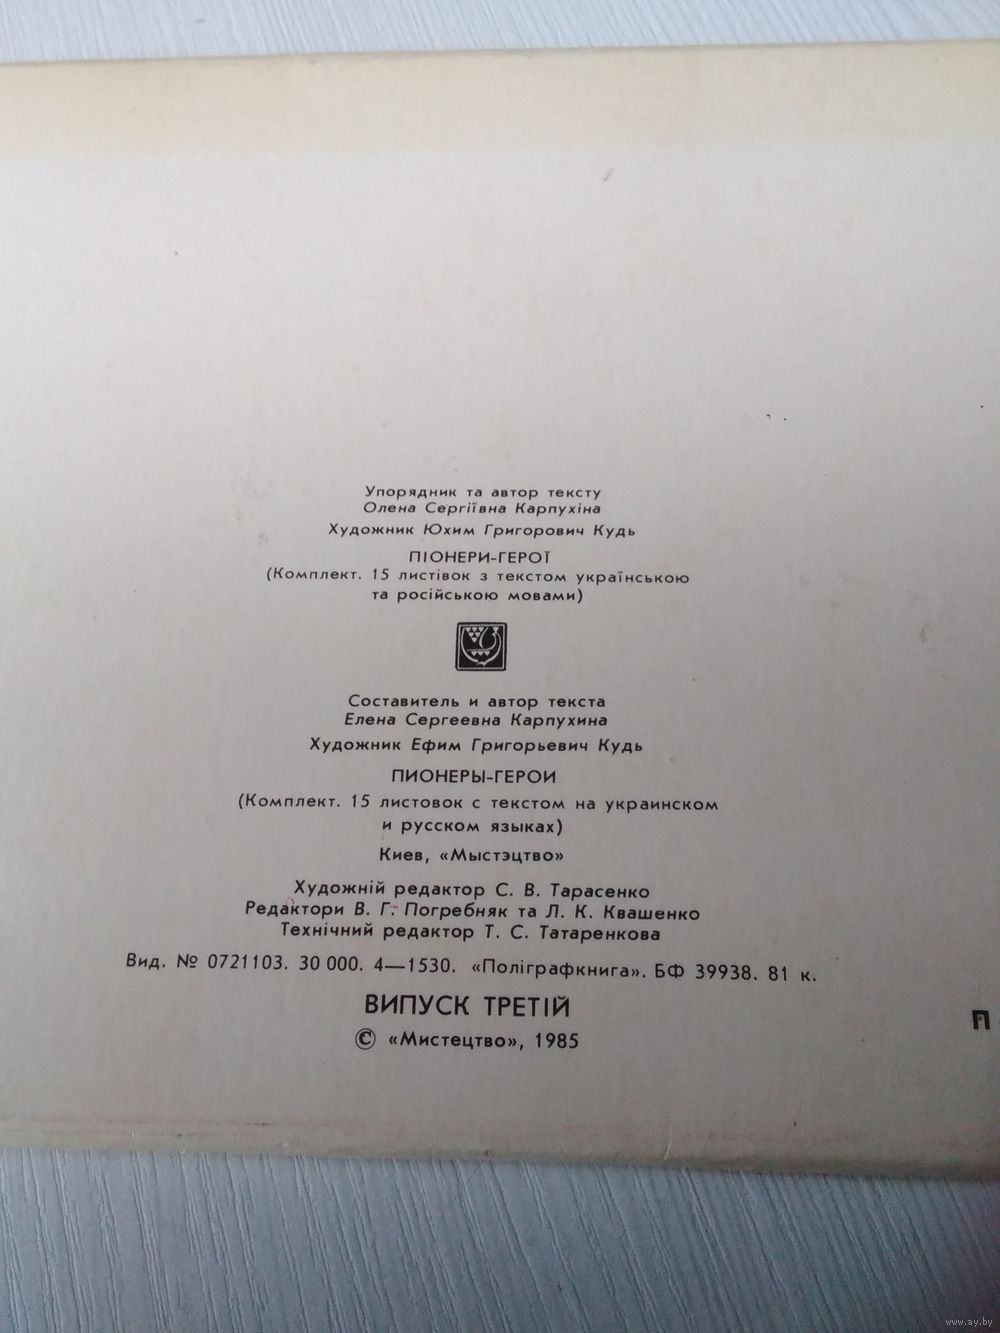 Упорядник та автор тексту
Олена Сергіївна Карпухіна
Художник Юхим Григорович Кудь
ПІОНЕРИ-ГЕРОЇ
(Комплект. 15 листівок з текстом українською
та російською мовами)
Составитель и автор текста
Елена Сергеевна Карпухина
Художник Ефим Григорьевич Кудь
ПИОНЕРЫ-ГЕРОИ
(Комплект. 15 листовок с текстом на украинском
и русском языках)
Киев, «Мыстэцтво»
Художній редактор С. В. Тарасенко
Редактори В. Г. Погребняк та Л. К. Квашенко
Технічний редактор Т. С. Татаренкова
Вид. № 0721103. 30 000. 4—1530. «Поліграфкнига». БФ 39938. 81 к.
ВИПУСК ТРЕТІЙ
© «Мистецтво», 1985
П
www.ay.by